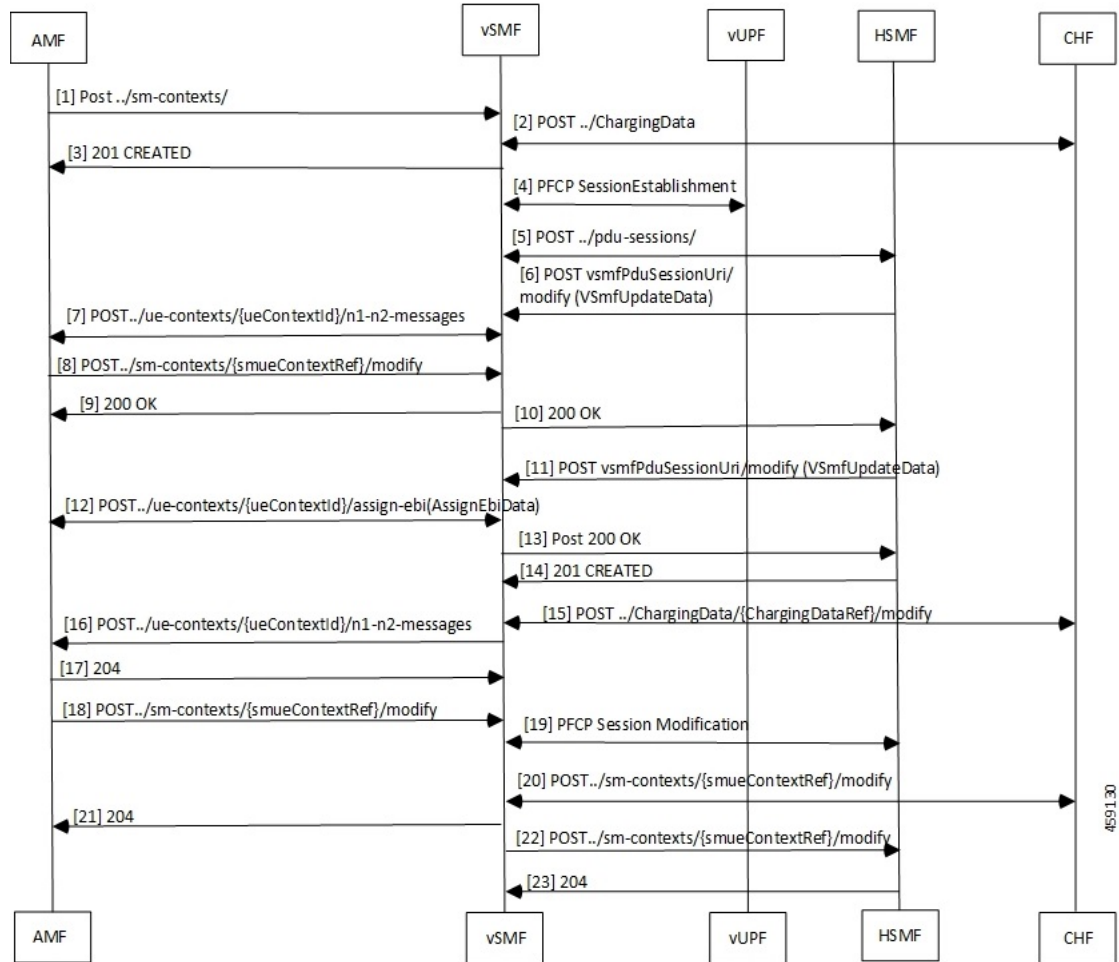 AMF
vSMF
vUPF
HSMF
CHF
[1] Post ../sm-contexts/
[2] POST ../ChargingData
[3] 201 CREATED
[4] PFCP SessionEstablishment
[5] POST ../pdu-sessions/
[6] POST vsmfPduSessionUri/
modify (VSmfUpdateData)
[7] POST../ue-contexts/{ueContextId}/n1-n2-messages
[8] POST../sm-contexts/{smueContextRef}/modify
[9] 200 OK
[10] 200 OK
[11] POST vsmfPduSessionUri/modify (VSmfUpdateData)
[12] POST../ue-contexts/{ueContextId}/assign-ebi(AssignEbiData)
[13] Post 200 OK
[14] 201 CREATED
[15] POST ../ChargingData/{ChargingDataRef}/modify
[16] POST../ue-contexts/{ueContextId}/n1-n2-messages
[17] 204
[18] POST../sm-contexts/{smueContextRef}/modify
[19] PFCP Session Modification
[20] POST../sm-contexts/{smueContextRef}/modify
[21] 204
[22] POST../sm-contexts/{smueContextRef}/modify
[23] 204
459130
AMF
vSMF
vUPF
HSMF
CHF